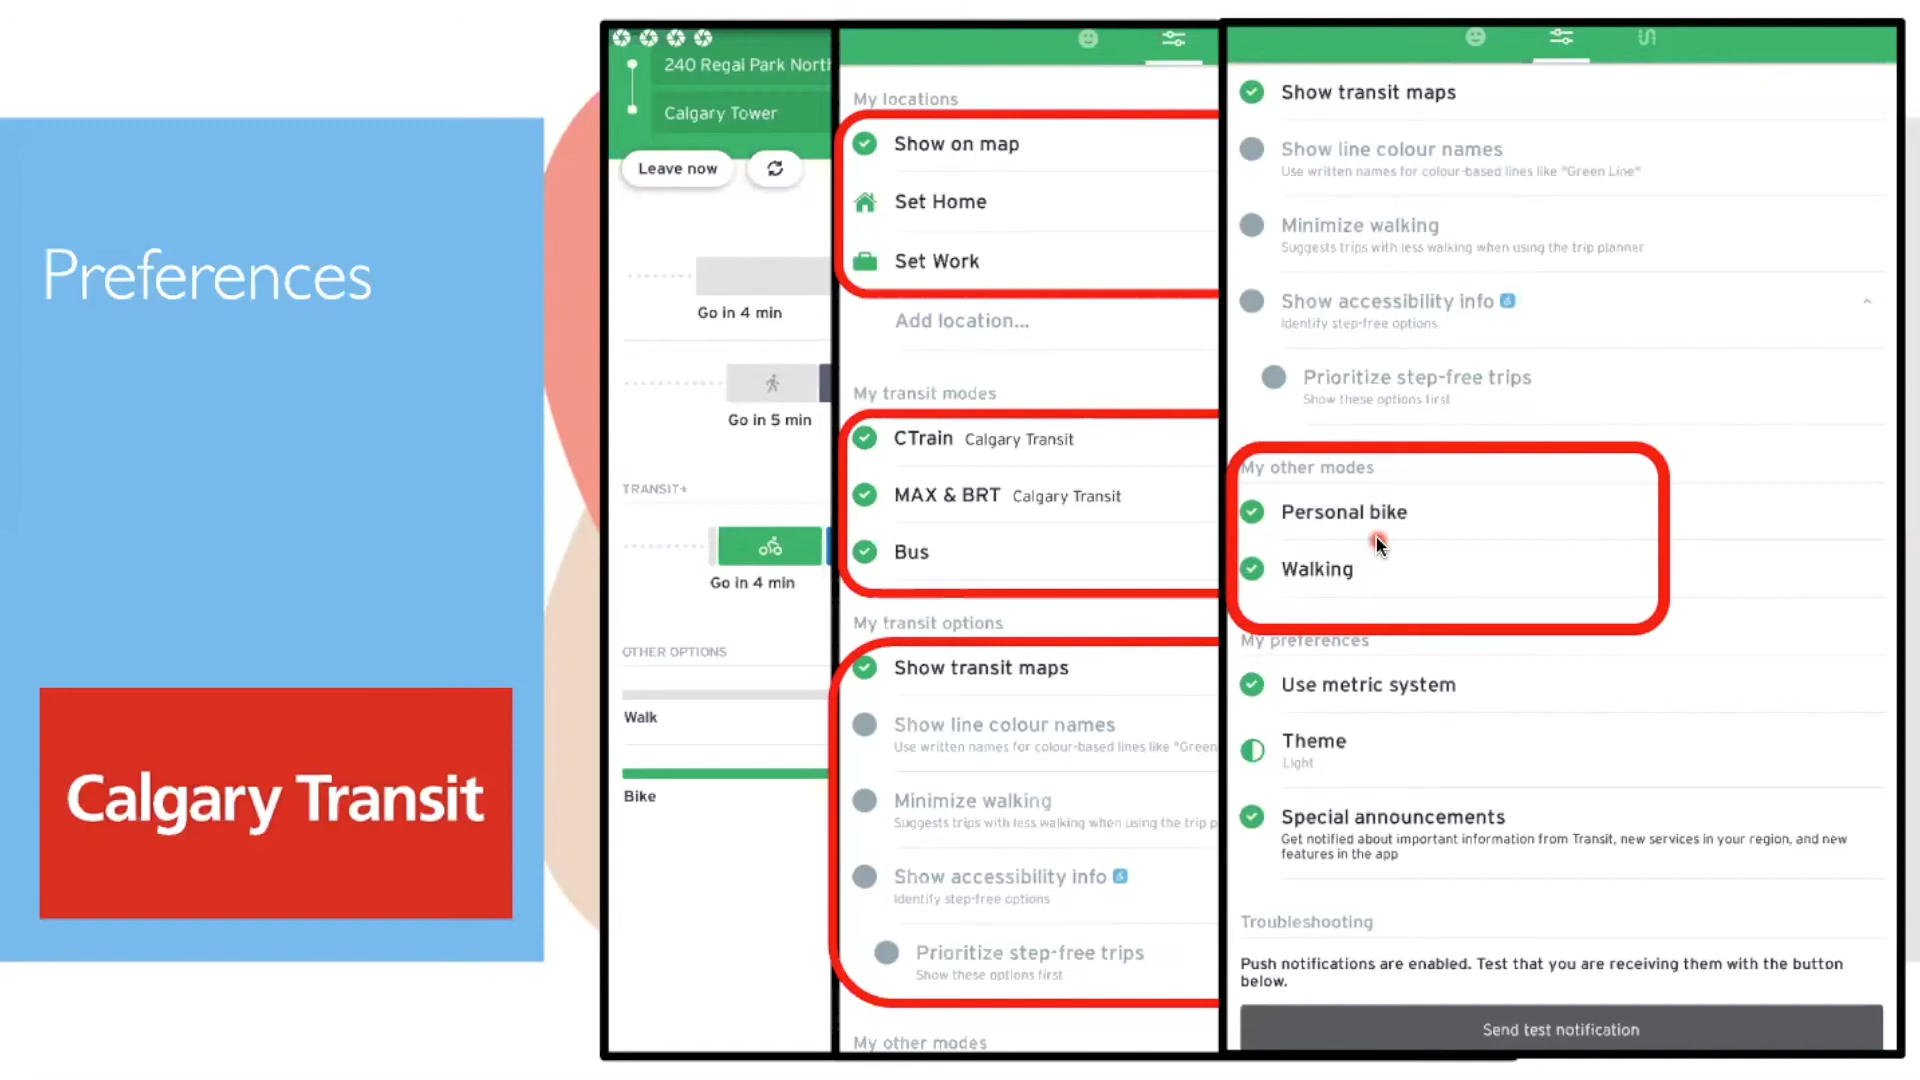 Preferences
Calgary Transit
240 Regal Park North
Calgary Tower
Leave now
Go in 4 min
Go in 5 min
TRANSIT+
Go in 4 min
OTHER OPTIONS
Walk
Bike
My locations
Show on map
Set Home
Set Work
Add location...
My transit modes
CTrain Calgary Transit
MAX & BRT Calgary Transit
Bus
My transit options
Show transit maps
Show line colour names
Use written names for colour-based lines like "Green
Minimize walking
Suggests trips with less walking when using the trip p
Show accessibility info
Identify step-free options
Prioritize step-free trips
Show these options first
My other modes
Show transit maps
Show line colour names
Use written names for colour-based lines like "Green Line"
Minimize walking
Suggests trips with less walking when using the trip planner
Show accessibility info
Identify step-free options
Prioritize step-free trips
Show these options first
My other modes
Personal bike
Walking
My preferences
Use metric system
Theme
Light
Special announcements
Get notified about important information from Transit, new services in your region, and new
features in the app
Troubleshooting
Push notifications are enabled. Test that you are receiving them with the button
below.
Send test notification